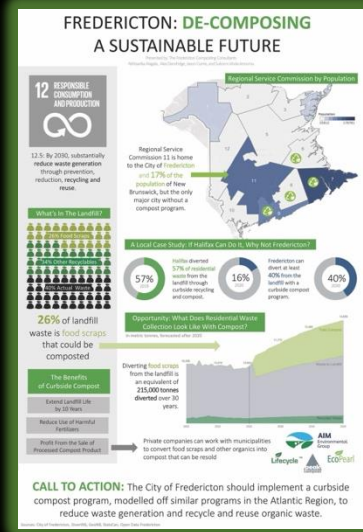 FREDERICTON: DE-COMPOSING
A SUSTAINABLE FUTURE
12 RESPONSIBLE
CONSUMPTION
AND PRODUCTION
12.5: By 2030, substantially
reduce waste generation
through prevention,
reduction, recycling and
reuse.
Regional Service Commission by Population
Regional Service
Commission 11 is home
to the City of Fredericton
and 17% of the
population of New
Brunswick, but the only
major city without a
compost program.
What's In The Landfill?
26% Food Scraps
34% Other Recyclables
40% Actual Waste
26% of landfill
waste is food scraps
that could be
composted
A Local Case Study: If Halifax Can Do It, Why Not Fredericton?
57%
Halifax diverted
57% of residential
waste from the
landfill through
curbside recycling
and compost.
16%
Fredericton can
divert at least
40% from the
landfill with a
curbside compost
program.
40%
Opportunity: What Does Residential Waste
Collection Look Like With Compost?
Diverting food scraps
from the landfill is
an equivalent of
215,000 tonnes
diverted over 30
years.
The Benefits
of Curbside Compost
Extend Landfill Life
by 10 Years
Reduce Use of Harmful
Fertilizers
Profit From the Sale of
Processed Compost Product
Private companies can work with municipalities
to convert food scraps and other organics into
compost that can be resold
AIM
Environmental
Group
Lifecycle
EcoPearl
CALL TO ACTION: The City of Fredericton should implement a curbside
compost program, modelled off similar programs in the Atlantic Region, to
reduce waste generation and recycle and reuse organic waste.